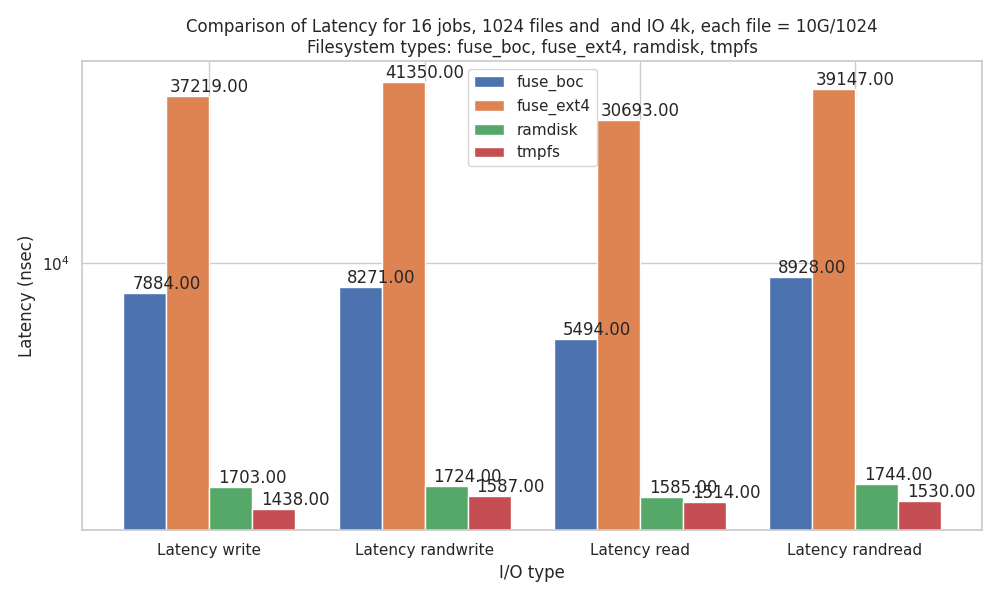 Comparison of Latency for 16 jobs, 1024 files and  and IO 4k, each file = 10G/1024
Filesystem types: fuse_boc, fuse_ext4, ramdisk, tmpfs
fuse_boc
fuse_ext4
ramdisk
tmpfs
Latency (nsec)
10⁴
7884.00
37219.00
1703.00
1438.00
8271.00
41350.00
1724.00
1587.00
5494.00
30693.00
1585.00
1514.00
8928.00
39147.00
1744.00
1530.00
Latency write
Latency randwrite
Latency read
Latency randread
I/O type